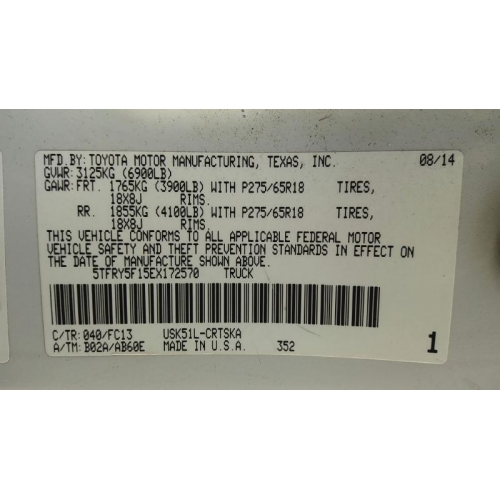 MFD.BY: TOYOTA MOTOR MANUFACTURING, TEXAS, INC. 08/14
GVWR: 3125KG (6900LB)
GAWR: FRT. 1765KG (3900LB) WITH P275/65R18 TIRES,
18X8J RIMS.
RR. 1855KG (4100LB) WITH P275/65R18 TIRES,
18X8J RIMS.
THIS VEHICLE CONFORMS TO ALL APPLICABLE FEDERAL MOTOR
VEHICLE SAFETY AND THEFT PREVENTION STANDARDS IN EFFECT ON
THE DATE OF MANUFACTURE SHOWN ABOVE.
5TFRY5F15EX172570 TRUCK
C/TR: 040/FC13 USK51L-CRTSKA
A/TM: B02A/AB60E MADE IN U.S.A. 352 1